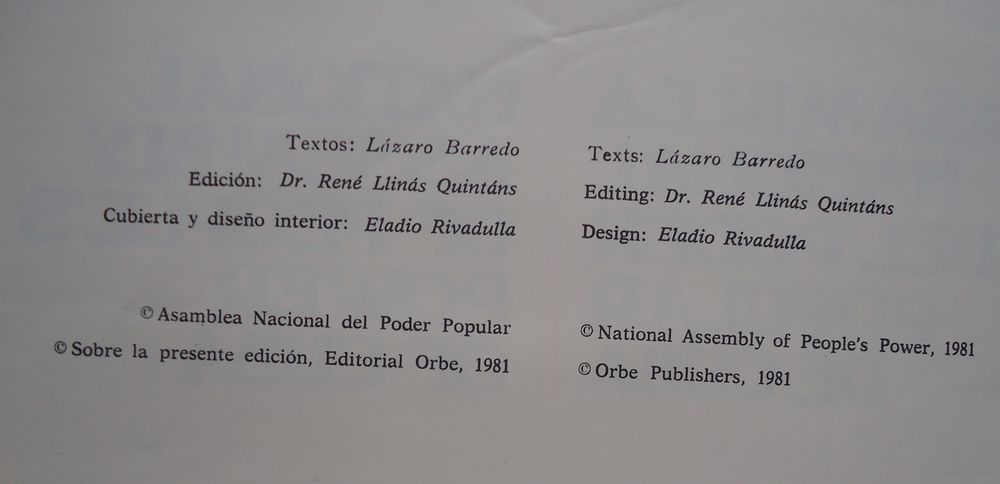 Textos: Lázaro Barredo
Edición: Dr. René Llinás Quintáns
Cubierta y diseño interior: Eladio Rivadulla
© Asamblea Nacional del Poder Popular
© Sobre la presente edición, Editorial Orbe, 1981
Texts: Lázaro Barredo
Editing: Dr. René Llinás Quintáns
Design: Eladio Rivadulla
© National Assembly of People's Power, 1981
© Orbe Publishers, 1981